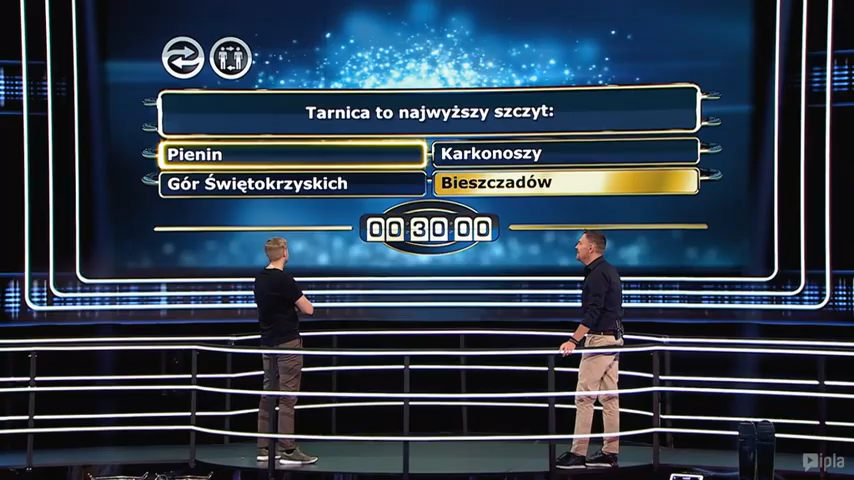 Tarnica to najwyższy szczyt:
Pienin
Karkonoszy
Gór Świętokrzyskich
Bieszczadów
00 30 00
ipla